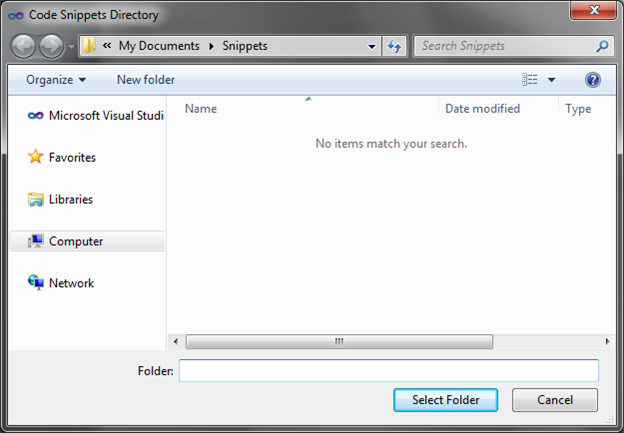 Code Snippets Directory
« My Documents Snippets Search Snippets
Organize New folder
Name Date modified Type
No items match your search.
Microsoft Visual Studi
Favorites
Libraries
Computer
Network
Folder:
Select Folder Cancel